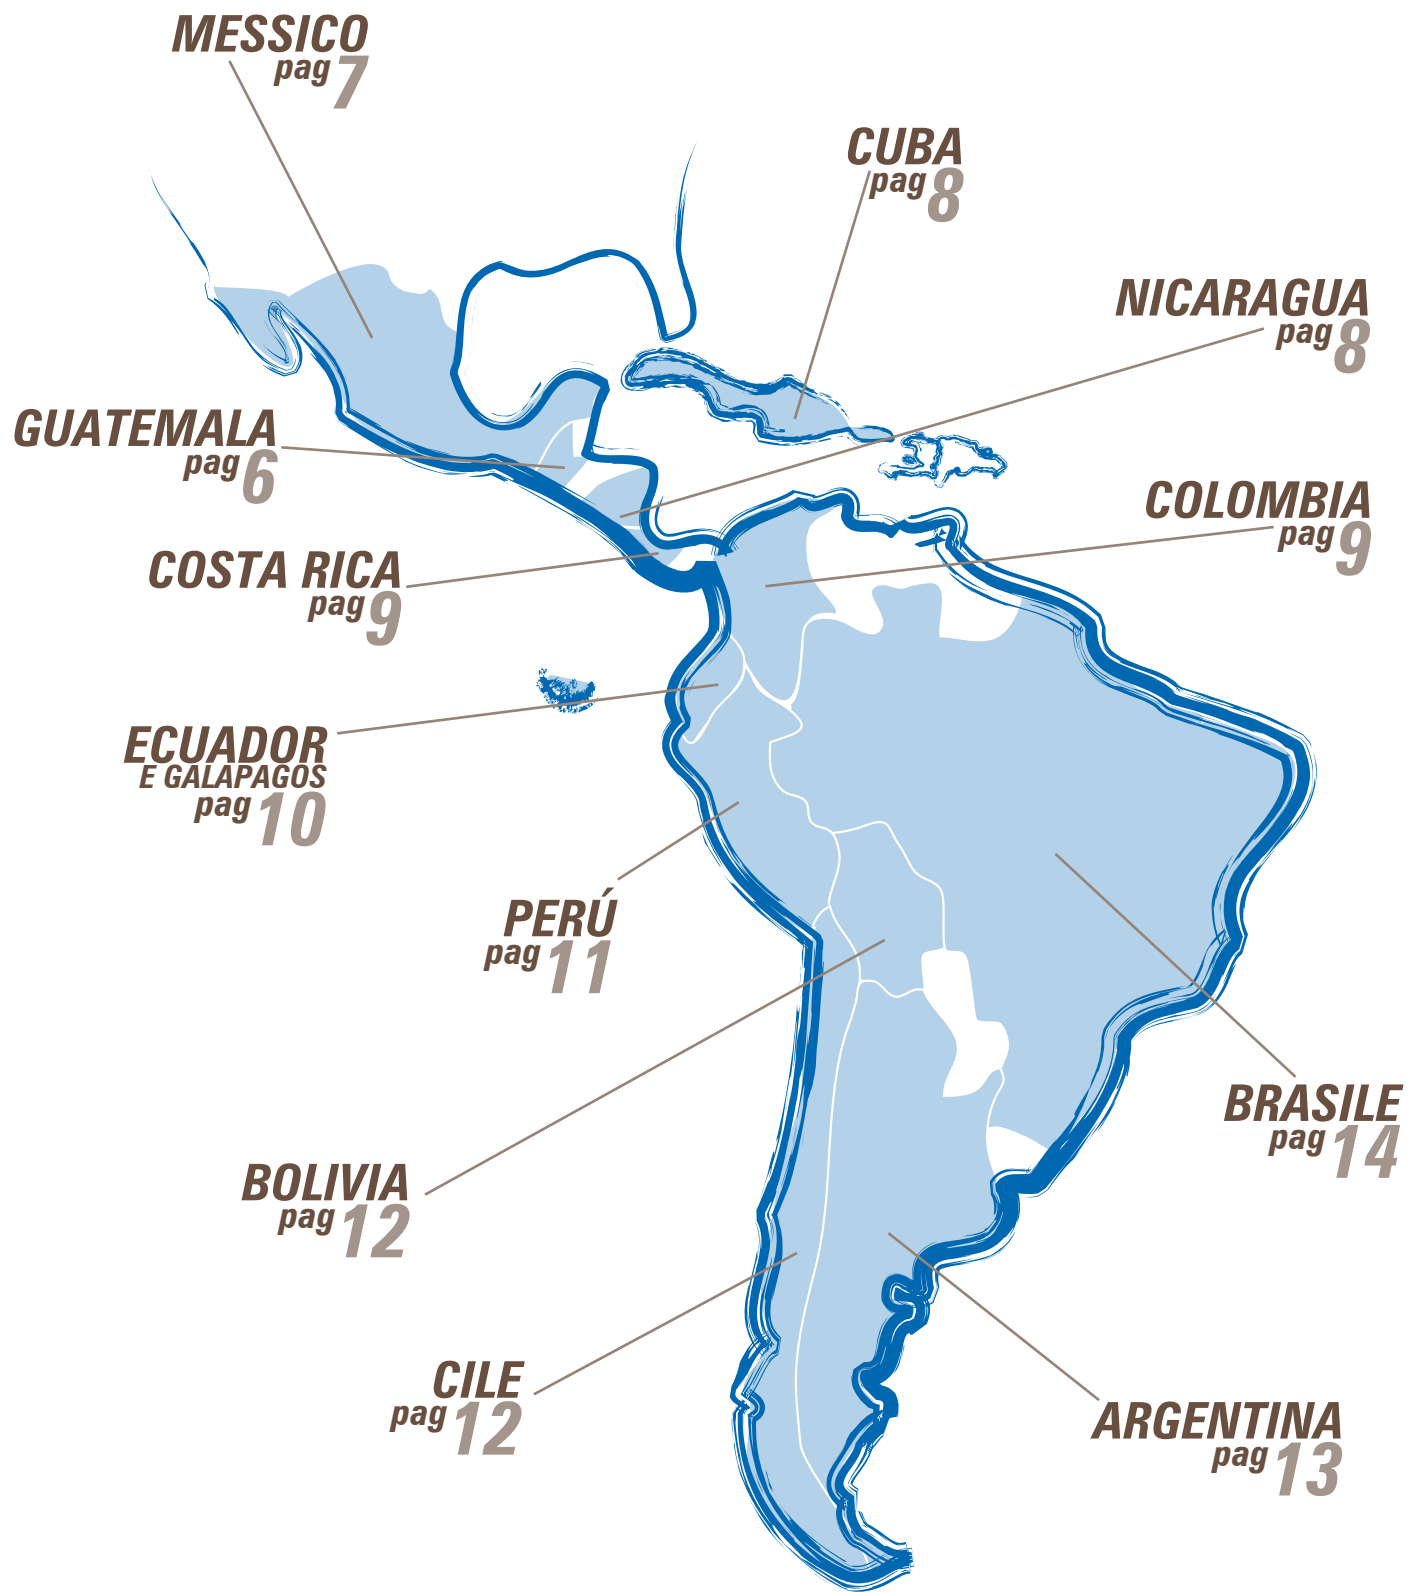 MESSICO
pag 7
CUBA
pag 8
NICARAGUA
pag 8
GUATEMALA
pag 6
COLOMBIA
pag 9
COSTA RICA
pag 9
ECUADOR
E GALAPAGOS
pag 10
PERÚ
pag 11
BRASILE
pag 14
BOLIVIA
pag 12
CILE
pag 12
ARGENTINA
pag 13